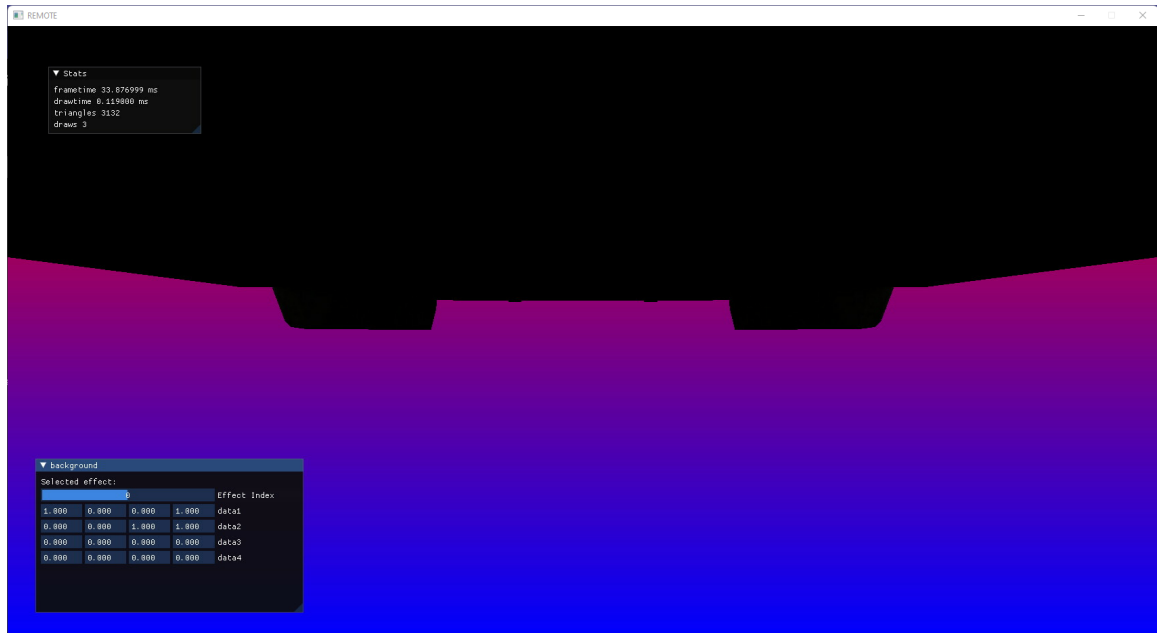 REMOTE
Stats
frametime 33.876999 ms
drawtime 0.119000 ms
triangles 3132
draws 3
background
Selected effect:
0 Effect Index
1.000 0.000 0.000 1.000 data1
0.000 0.000 1.000 1.000 data2
0.000 0.000 0.000 0.000 data3
0.000 0.000 0.000 0.000 data4